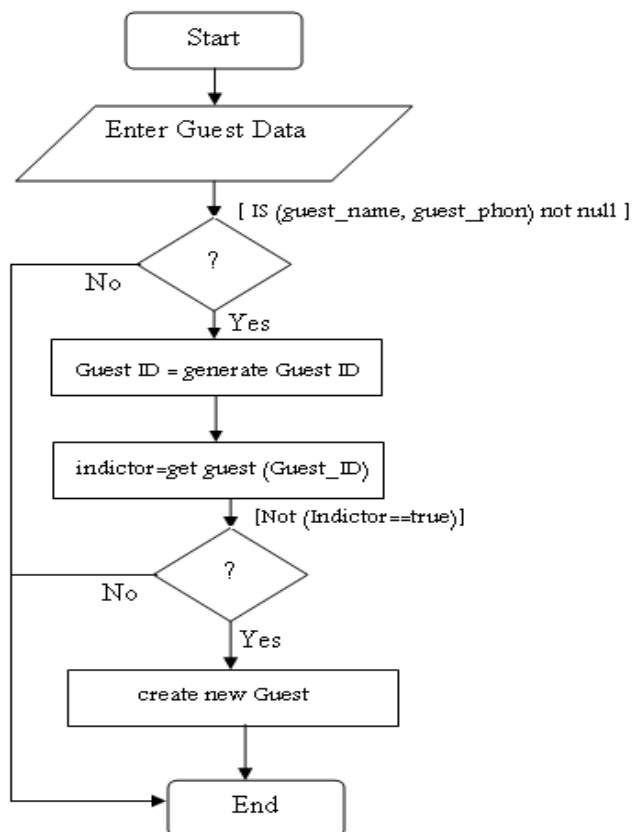 Start
Enter Guest Data
[ IS (guest_name, guest_phon) not null ]
?
No
Yes
Guest ID = generate Guest ID
indictor=get guest (Guest_ID)
[Not (Indictor==true)]
?
No
Yes
create new Guest
End